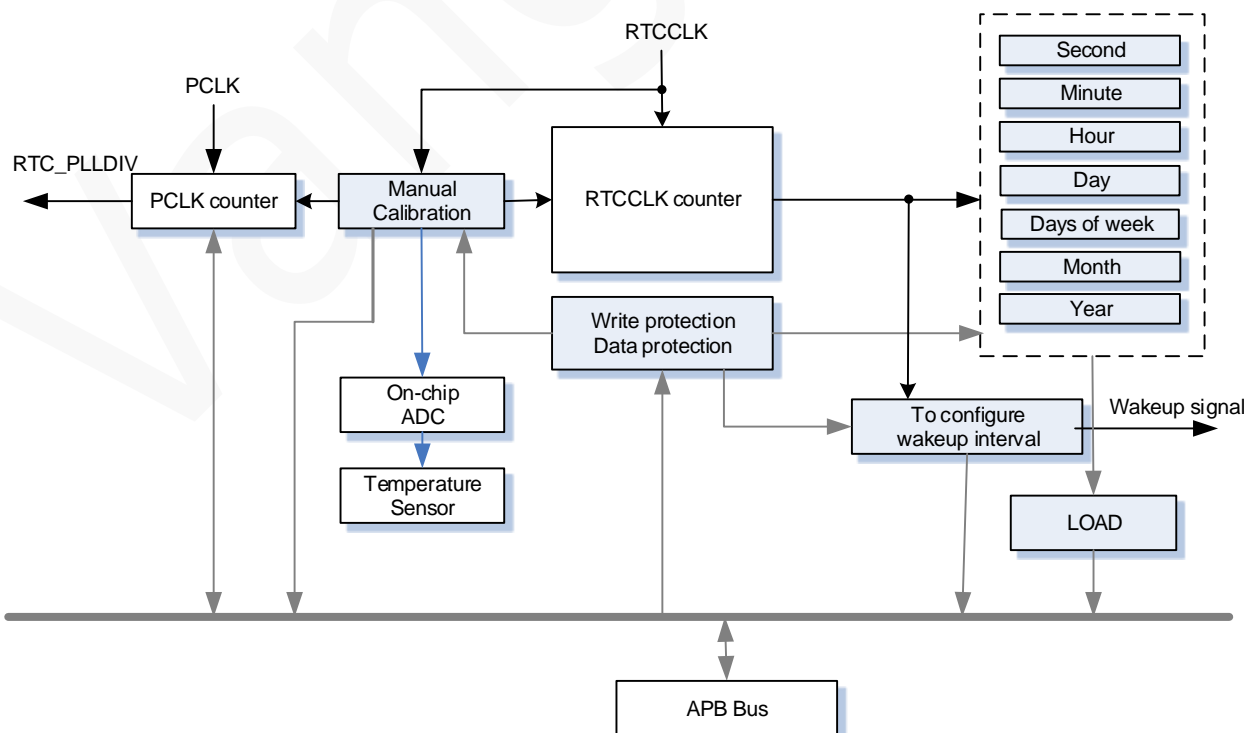 RTCCLK
PCLK
RTC_PLLDIV
PCLK counter
Manual
Calibration
RTCCLK counter
Second
Minute
Hour
Day
Days of week
Month
Year
Write protection
Data protection
On-chip
ADC
Temperature
Sensor
To configure
wakeup interval
Wakeup signal
LOAD
APB Bus